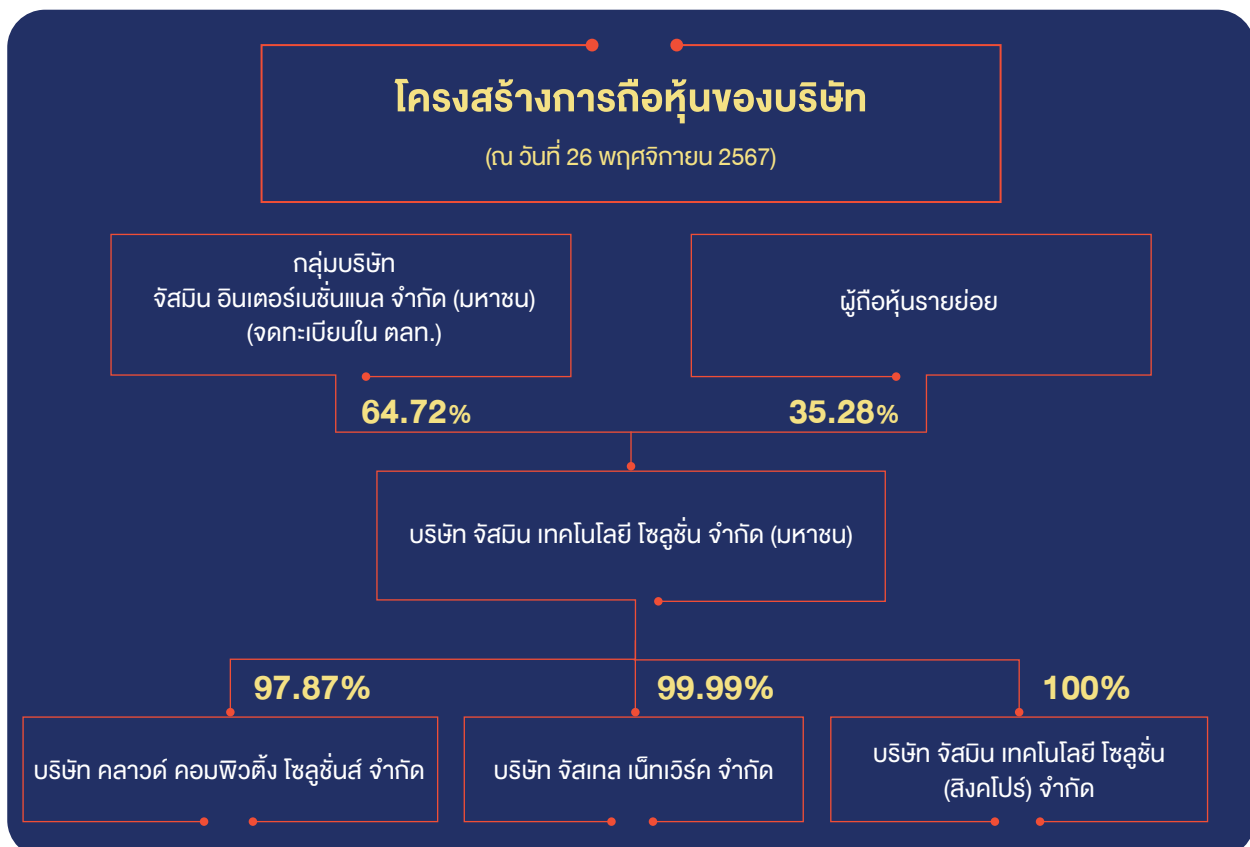 โครงสร้างการถือหุ้นของบริษัท
(ณ วันที่ 26 พฤศจิกายน 2567)
กลุ่มบริษัท
จัสมิน อินเตอร์เนชั่นแนล จำกัด (มหาชน)
(จดทะเบียนใน ตลท.)
ผู้ถือหุ้นรายย่อย
64.72%
35.28%
บริษัท จัสมิน เทคโนโลยี โซลูชั่น จำกัด (มหาชน)
97.87%
99.99%
100%
บริษัท คลาวด์ คอมพิวติ้ง โซลูชั่นส์ จำกัด
บริษัท จัสเทล เน็ทเวิร์ค จำกัด
บริษัท จัสมิน เทคโนโลยี โซลูชั่น
(สิงคโปร์) จำกัด